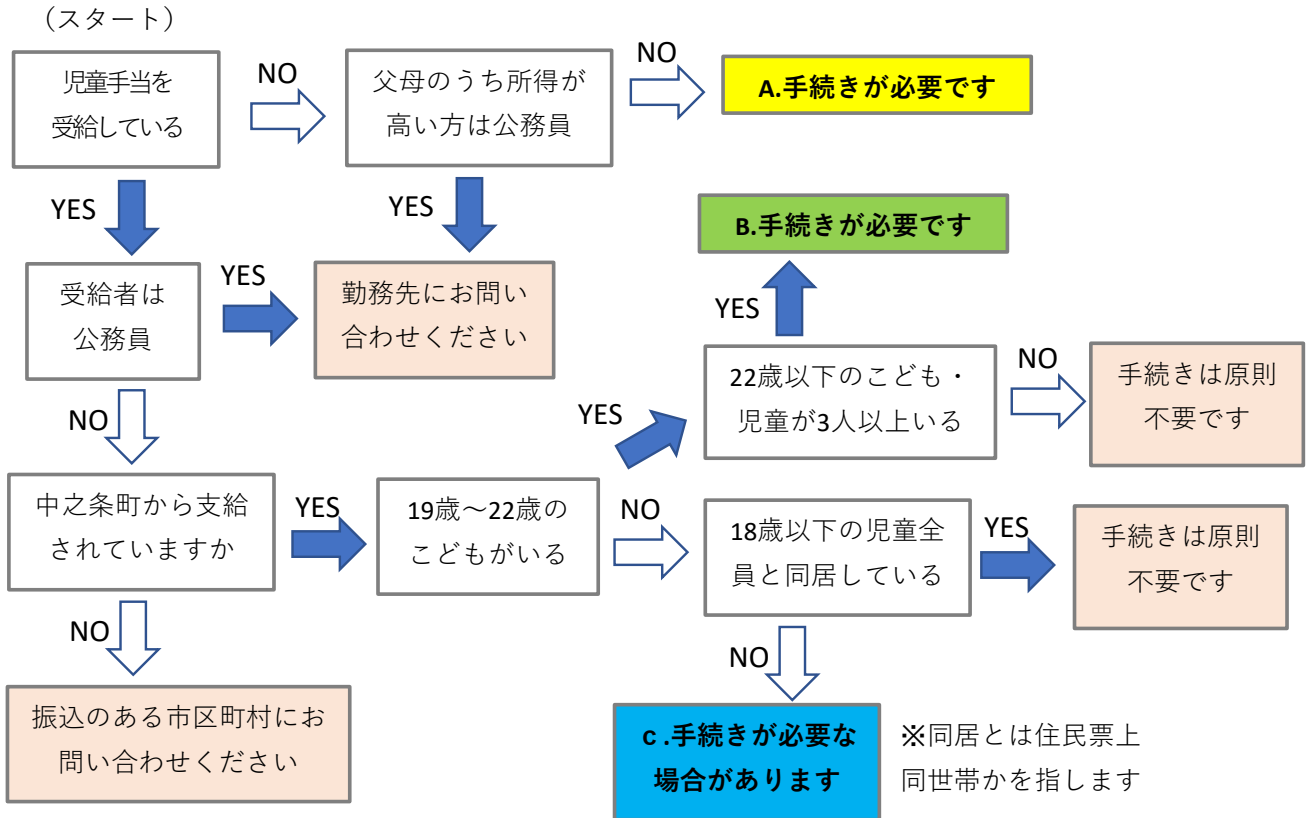 （スタート）
児童手当を
受給している
NO
父母のうち所得が
高い方は公務員
NO
A.手続きが必要です
YES
YES
B.手続きが必要です
受給者は
公務員
YES
勤務先にお問い
合わせください
YES
22歳以下のこども・
児童が3人以上いる
NO
手続きは原則
不要です
NO
YES
中之条町から支給
されていますか
YES
19歳～22歳の
こどもがいる
NO
18歳以下の児童全
員と同居している
YES
手続きは原則
不要です
NO
NO
振込のある市区町村にお
問い合わせください
c .手続きが必要な
場合があります
※同居とは住民票上
同世帯かを指します